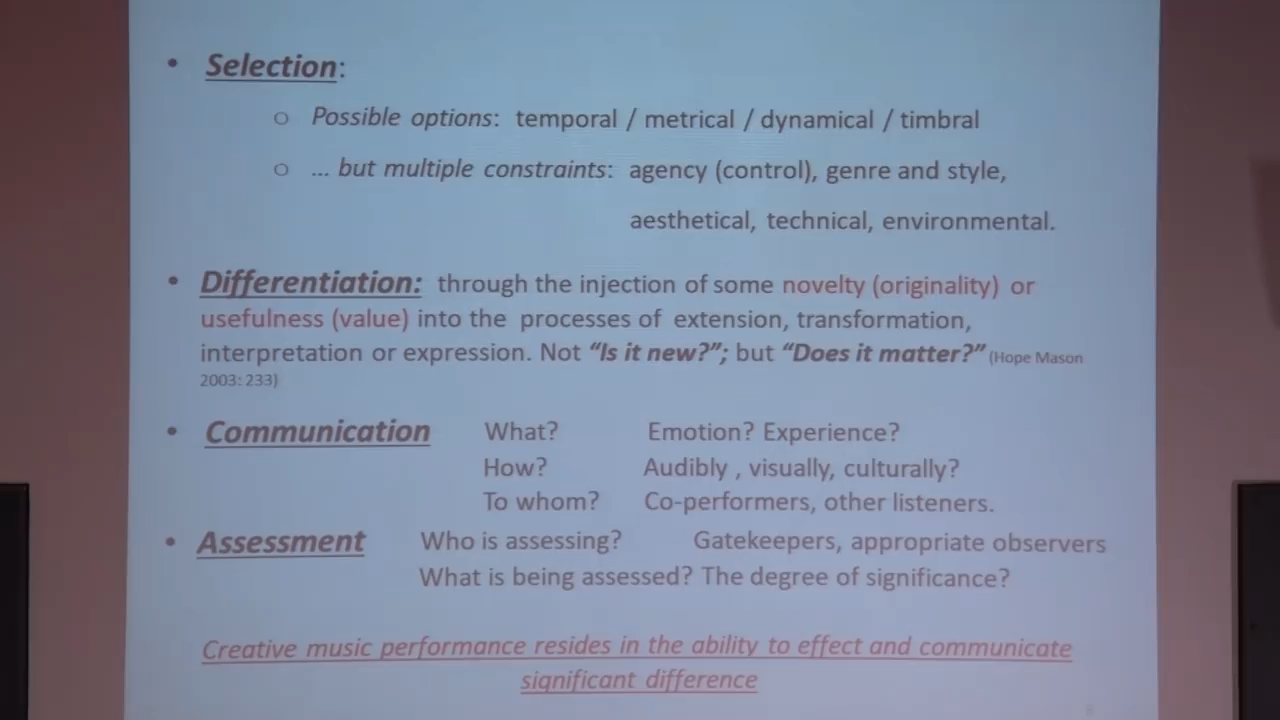 • Selection:
o Possible options: temporal / metrical / dynamical / timbral
o ... but multiple constraints: agency (control), genre and style,
aesthetical, technical, environmental.
• Differentiation: through the injection of some novelty (originality) or
usefulness (value) into the processes of extension, transformation,
interpretation or expression. Not “Is it new?”; but “Does it matter?” (Hope Mason
2003: 233)
• Communication What? Emotion? Experience?
How? Audibly , visually, culturally?
To whom? Co-performers, other listeners.
• Assessment Who is assessing? Gatekeepers, appropriate observers
What is being assessed? The degree of significance?
Creative music performance resides in the ability to effect and communicate
significant difference